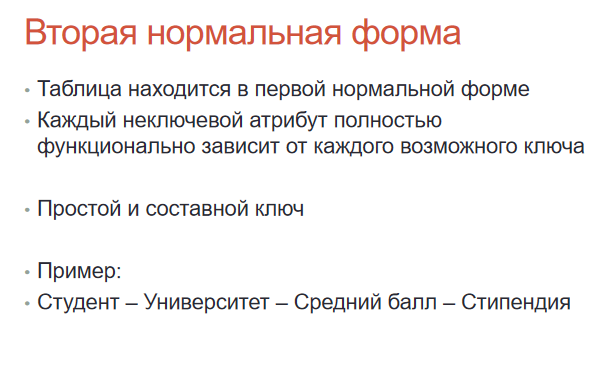 Вторая нормальная форма
• Таблица находится в первой нормальной форме
• Каждый неключевой атрибут полностью
функционально зависит от каждого возможного ключа
• Простой и составной ключ
• Пример:
• Студент – Университет – Средний балл – Стипендия